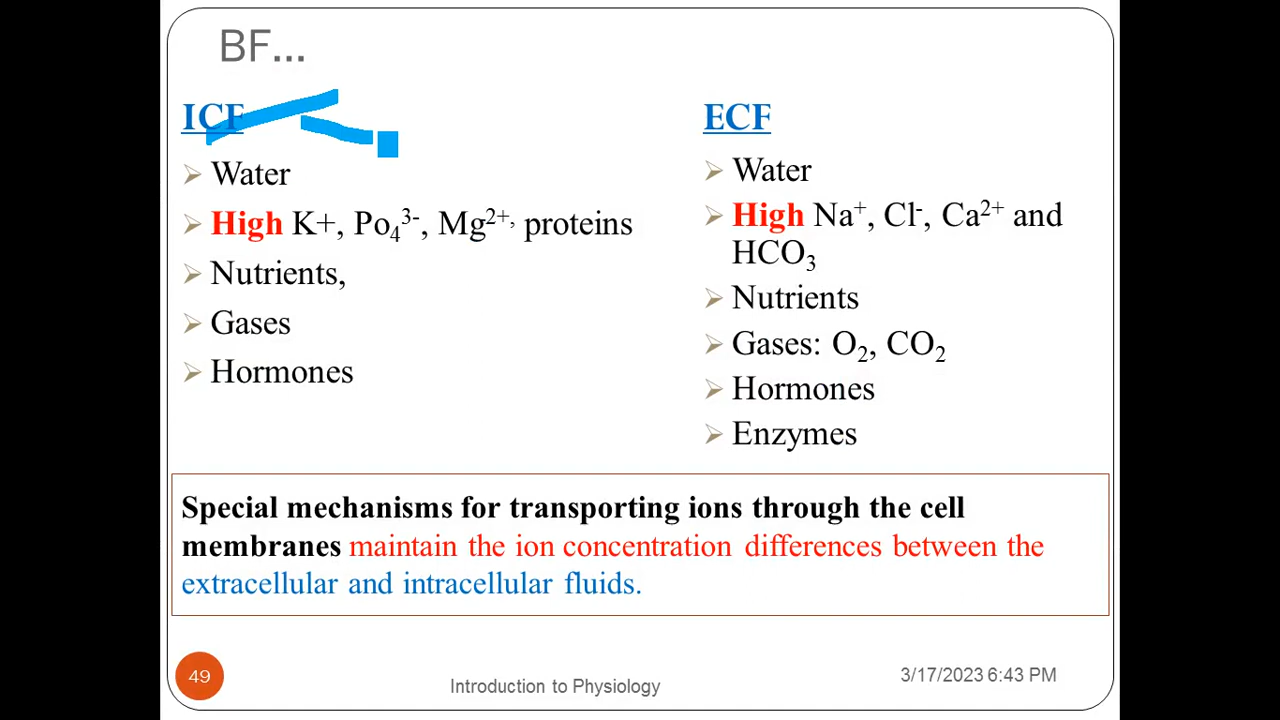 BF...
ICF
Water
High K+, Po₄³⁻, Mg²⁺, proteins
Nutrients,
Gases
Hormones
ECF
Water
High Na⁺, Cl⁻, Ca²⁺ and
HCO₃
Nutrients
Gases: O₂, CO₂
Hormones
Enzymes
Special mechanisms for transporting ions through the cell
membranes maintain the ion concentration differences between the
extracellular and intracellular fluids.
49
Introduction to Physiology
3/17/2023 6:43 PM